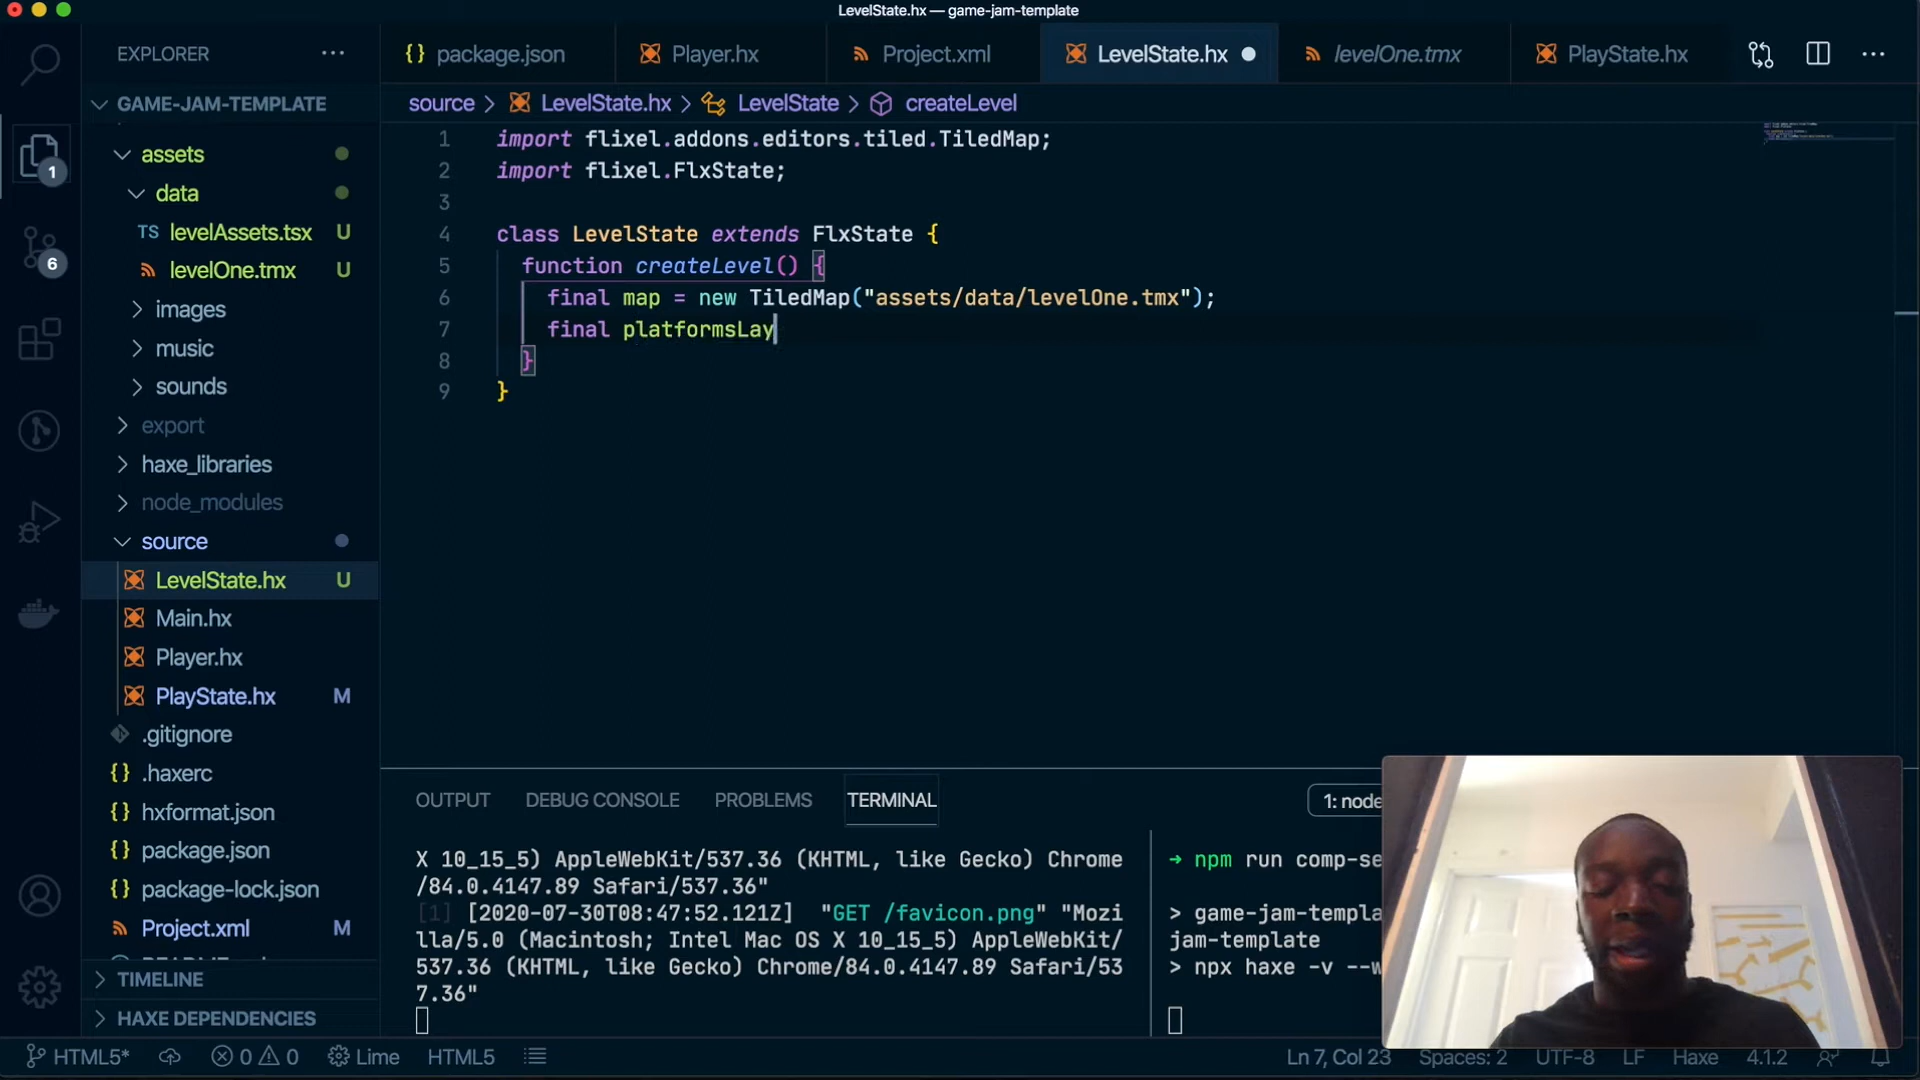 LevelState.hx — game-jam-template
EXPLORER
package.json
Player.hx
Project.xml
LevelState.hx
levelOne.tmx
PlayState.hx
GAME-JAM-TEMPLATE
source > LevelState.hx > LevelState > createLevel
assets
data
TS levelAssets.tsx U
levelOne.tmx U
images
music
sounds
export
haxe_libraries
node_modules
source
LevelState.hx U
Main.hx
Player.hx
PlayState.hx M
.gitignore
{} .haxerc
{} hxformat.json
{} package.json
{} package-lock.json
Project.xml M
TIMELINE
HAXE DEPENDENCIES
1
6
1 import flixel.addons.editors.tiled.TiledMap;
2 import flixel.FlxState;
3
4 class LevelState extends FlxState {
5 function createLevel() {
6 final map = new TiledMap("assets/data/levelOne.tmx");
7 final platformsLay
8 }
9 }
OUTPUT DEBUG CONSOLE PROBLEMS TERMINAL
1: node
X 10_15_5) AppleWebKit/537.36 (KHTML, like Gecko) Chrome
/84.0.4147.89 Safari/537.36"
[1] [2020-07-30T08:47:52.121Z] "GET /favicon.png" "Mozi
lla/5.0 (Macintosh; Intel Mac OS X 10_15_5) AppleWebKit/
537.36 (KHTML, like Gecko) Chrome/84.0.4147.89 Safari/53
7.36"
→ npm run comp-se
> game-jam-templa
jam-template
> npx haxe -v --w
HTML5* 0 0 Lime HTML5
Ln 7, Col 23 Spaces: 2 UTF-8 LF Haxe 4.1.2